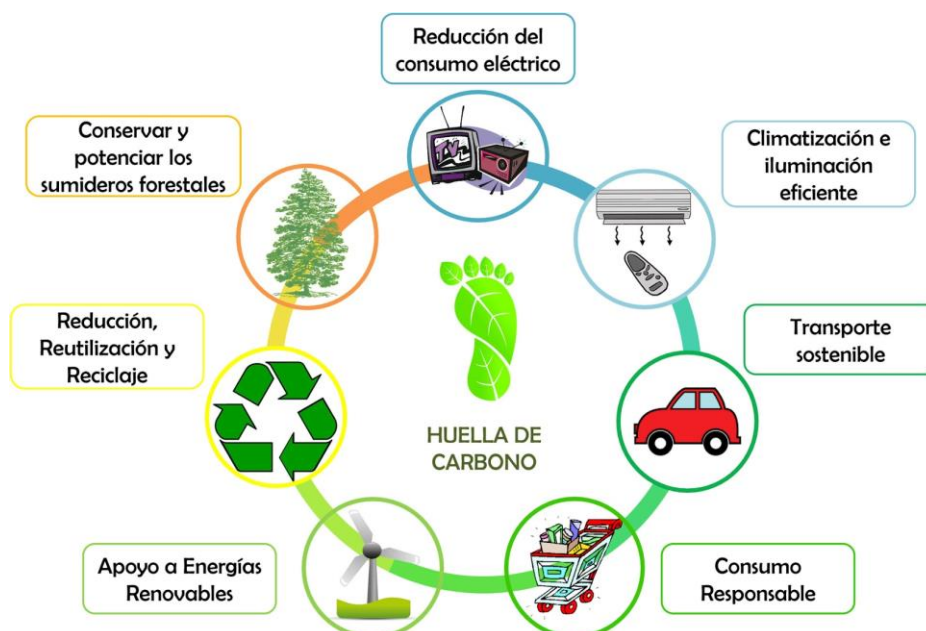 Reducción del
consumo eléctrico
Climatización e
iluminación
eficiente
Transporte
sostenible
Consumo
Responsable
Apoyo a Energías
Renovables
Reducción,
Reutilización y
Reciclaje
Conservar y
potenciar los
sumideros forestales
HUELLA DE
CARBONO